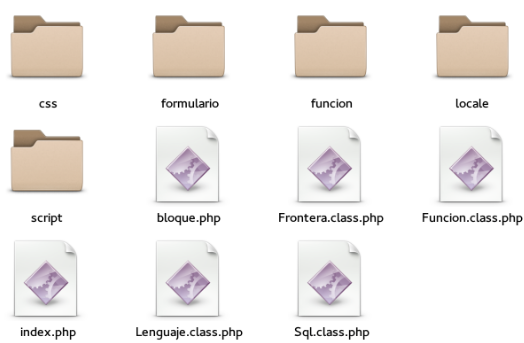 css formulario funcion locale
script bloque.php Frontera.class.php Funcion.class.php
index.php Lenguaje.class.php Sql.class.php